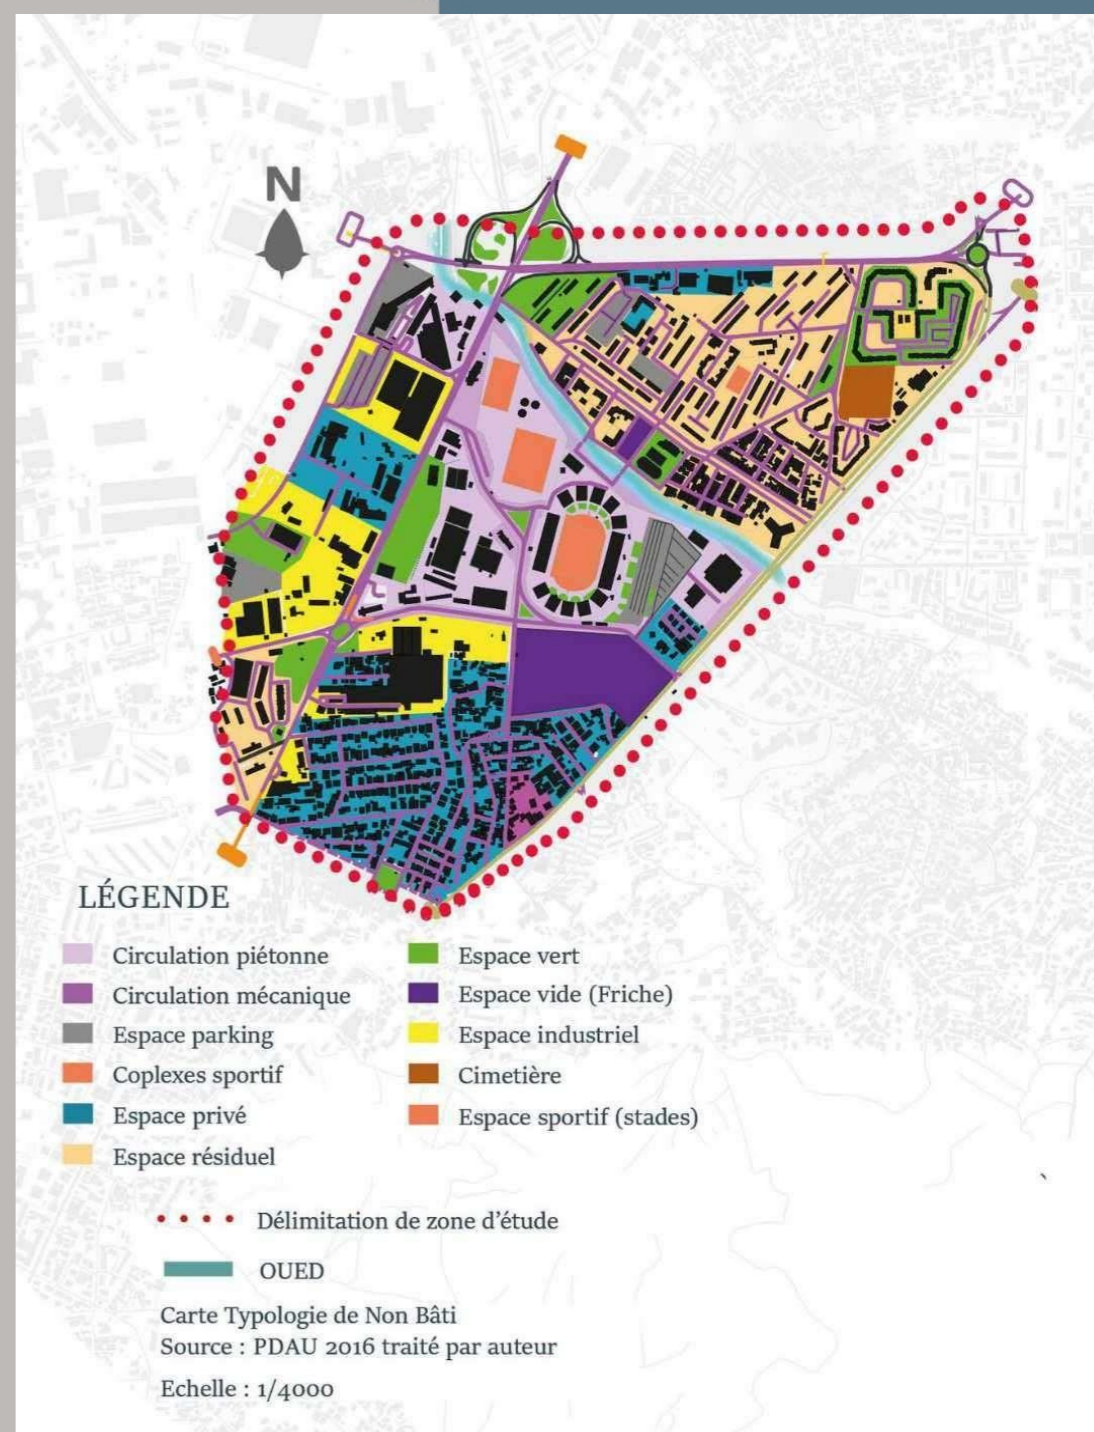 N
LÉGENDE
Circulation piétonne
Circulation mécanique
Espace parking
Coplexes sportif
Espace privé
Espace résiduel
Espace vert
Espace vide (Friche)
Espace industriel
Cimetière
Espace sportif (stades)
Délimitation de zone d'étude
OUED
Carte Typologie de Non Bâti
Source : PDAU 2016 traité par auteur
Echelle : 1/4000